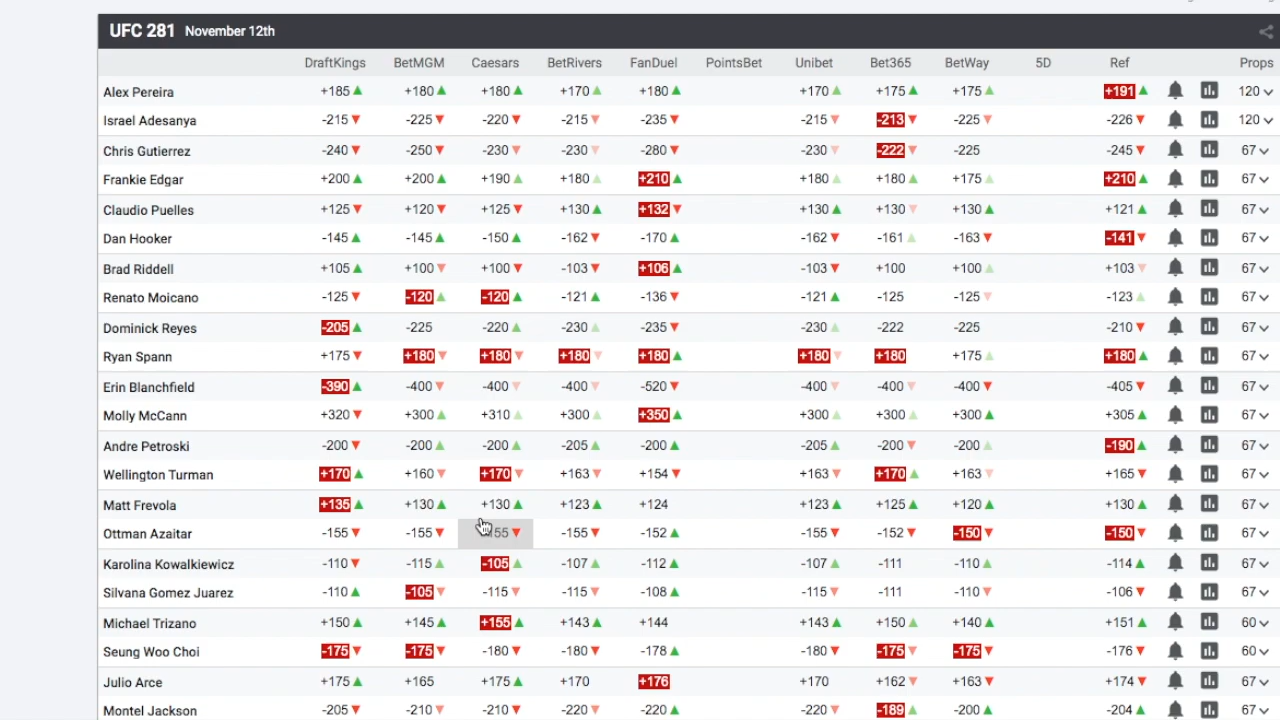 UFC 281 November 12th
DraftKings BetMGM Caesars BetRivers FanDuel PointsBet Unibet Bet365 BetWay 5D Ref Props
Alex Pereira +185 +180 +180 +170 +180 +170 +175 +175 +191 120
Israel Adesanya -215 -225 -220 -215 -235 -215 -213 -225 -226 120
Chris Gutierrez -240 -250 -230 -230 -280 -230 -222 -225 -245 67
Frankie Edgar +200 +200 +190 +180 +210 +180 +180 +175 +210 67
Claudio Puelles +125 +120 +125 +130 +132 +130 +130 +130 +121 67
Dan Hooker -145 -145 -150 -162 -170 -162 -161 -163 -141 67
Brad Riddell +105 +100 +100 -103 +106 -103 +100 +100 +103 67
Renato Moicano -125 -120 -120 -121 -136 -121 -125 -125 -123 67
Dominick Reyes -205 -225 -220 -230 -235 -230 -222 -225 -210 67
Ryan Spann +175 +180 +180 +180 +180 +180 +180 +175 +180 67
Erin Blanchfield -390 -400 -400 -400 -520 -400 -400 -400 -405 67
Molly McCann +320 +300 +310 +300 +350 +300 +300 +300 +305 67
Andre Petroski -200 -200 -200 -205 -200 -205 -200 -200 -190 67
Wellington Turman +170 +160 +170 +163 +154 +163 +170 +163 +165 67
Matt Frevola +135 +130 +130 +123 +124 +123 +125 +120 +130 67
Ottman Azaitar -155 -155 55 -155 -152 -155 -152 -150 -150 67
Karolina Kowalkiewicz -110 -115 -105 -107 -112 -107 -111 -110 -114 67
Silvana Gomez Juarez -110 -105 -115 -115 -108 -115 -111 -110 -106 67
Michael Trizano +150 +145 +155 +143 +144 +143 +150 +140 +151 60
Seung Woo Choi -175 -175 -180 -180 -178 -180 -175 -175 -176 60
Julio Arce +175 +165 +175 +170 +176 +170 +162 +163 +174 67
Montel Jackson -205 -210 -210 -220 -220 -220 -189 -200 -204 67